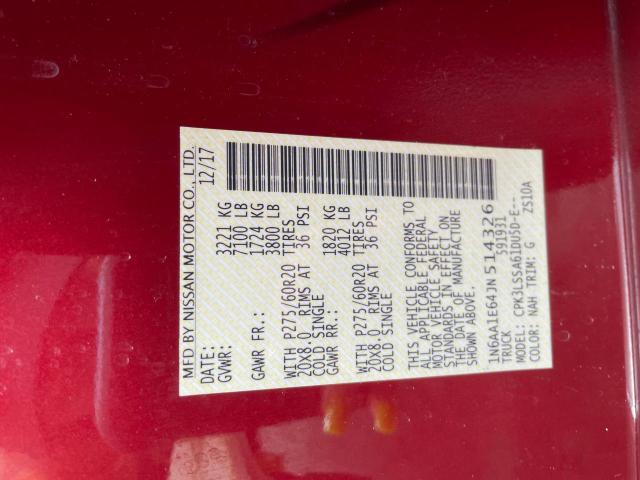 MFD BY NISSAN MOTOR CO., LTD.
DATE: 12/17
GVWR: 3221 KG
7100 LB
GAWR FR.: 1724 KG
3800 LB
WITH P275/60R20 TIRES
20X8.0 RIMS AT 36 PSI
COLD SINGLE
GAWR RR.: 1820 KG
4012 LB
WITH P275/60R20 TIRES
20X8.0 RIMS AT 36 PSI
COLD SINGLE
THIS VEHICLE CONFORMS TO
ALL APPLICABLE FEDERAL
MOTOR VEHICLE SAFETY
STANDARDS IN EFFECT ON
THE DATE OF MANUFACTURE
SHOWN ABOVE.
1N6AA1E64JN514326
TRUCK 591931
MODEL: CPK3LSSA61DU5D-E---
COLOR: NAH TRIM: G ZS10A